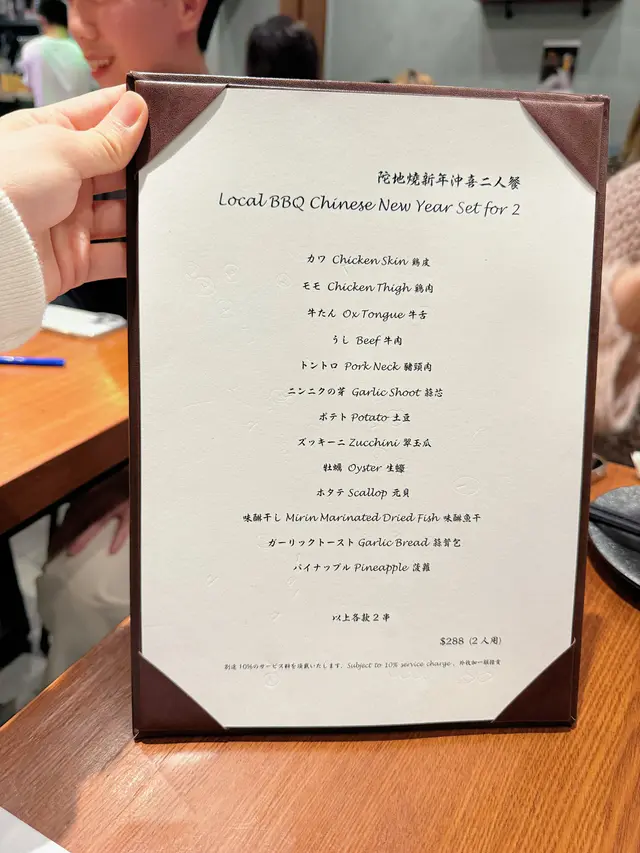 陀地燒新年沖喜二人餐
Local BBQ Chinese New Year Set for 2
カワ Chicken Skin 鶏皮
モモ Chicken Thigh 鶏肉
牛たん Ox Tongue 牛舌
うし Beef 牛肉
トントロ Pork Neck 豬頸肉
ニンニクの芽 Garlic Shoot 蒜芯
ポテト Potato 土豆
ズッキーニ Zucchini 翠玉瓜
牡蠣 Oyster 生蠔
ホタテ Scallop 元貝
味醂干し Mirin Marinated Dried Fish 味醂魚干
ガーリックトースト Garlic Bread 蒜茸包
パイナップル Pineapple 菠蘿
以上各款2串
$288 (2人用)
別途10%のサービス料を頂戴いたします. Subject to 10% service charge. 外收加一服務費